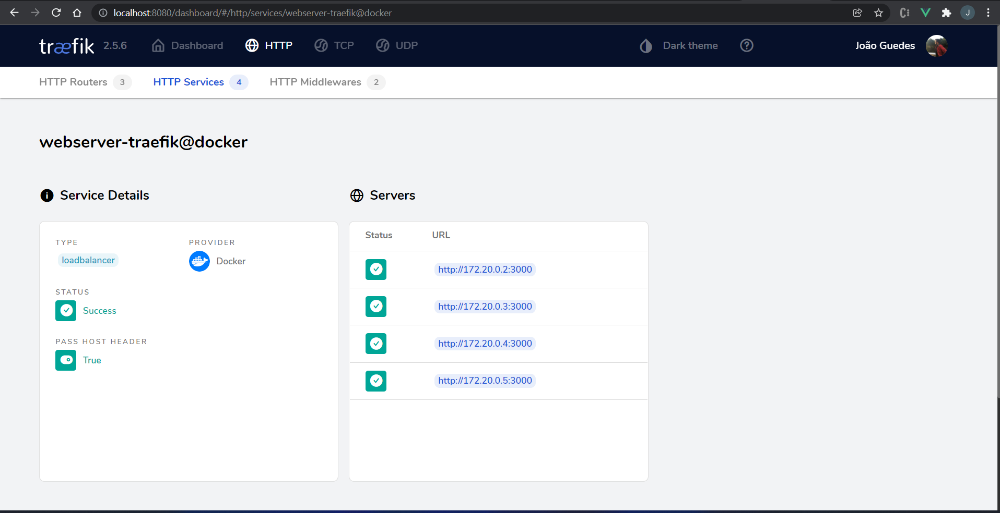 localhost:8080/dashboard/#/http/services/webserver-traefik@docker
J
træfik 2.5.6 Dashboard HTTP TCP UDP Dark theme João Guedes
HTTP Routers 3 HTTP Services 4 HTTP Middlewares 2
webserver-traefik@docker
Service Details
TYPE PROVIDER
loadbalancer Docker
STATUS
Success
PASS HOST HEADER
True
Servers
Status URL
http://172.20.0.2:3000
http://172.20.0.3:3000
http://172.20.0.4:3000
http://172.20.0.5:3000